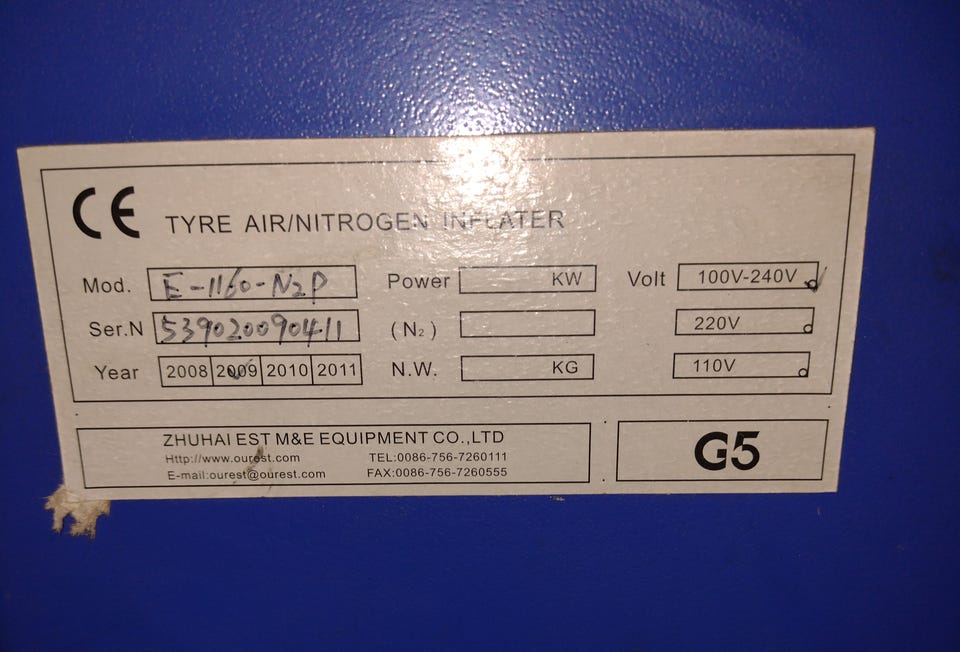 CE TYRE AIR/NITROGEN INFLATER
Mod. E-1160-N2P Power KW Volt 100V-240V
Ser.N 539020090411 (N₂) 220V
Year 2008 2009 2010 2011 N.W. KG 110V
ZHUHAI EST M&E EQUIPMENT CO.,LTD
Http://www.ourest.com TEL:0086-756-7260111
E-mail:ourest@ourest.com FAX:0086-756-7260555
G5